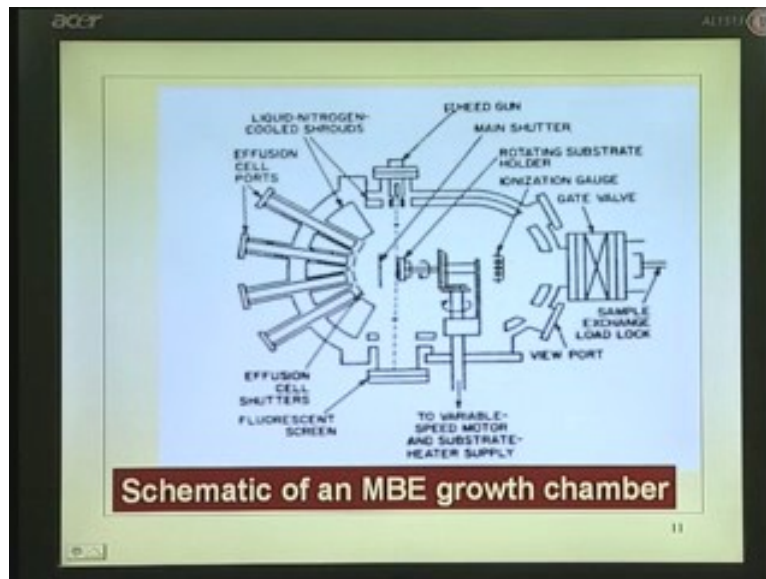 acer
AL1511
RHEED GUN
LIQUID-NITROGEN-
COOLED SHROUDS
MAIN SHUTTER
EFFUSION
CELL
PORTS
ROTATING SUBSTRATE
HOLDER
IONIZATION GAUGE
GATE VALVE
SAMPLE
EXCHANGE
LOAD LOCK
VIEW PORT
EFFUSION
CELL
SHUTTERS
FLUORESCENT
SCREEN
TO VARIABLE-
SPEED MOTOR
AND SUBSTRATE-
HEATER SUPPLY
Schematic of an MBE growth chamber
11